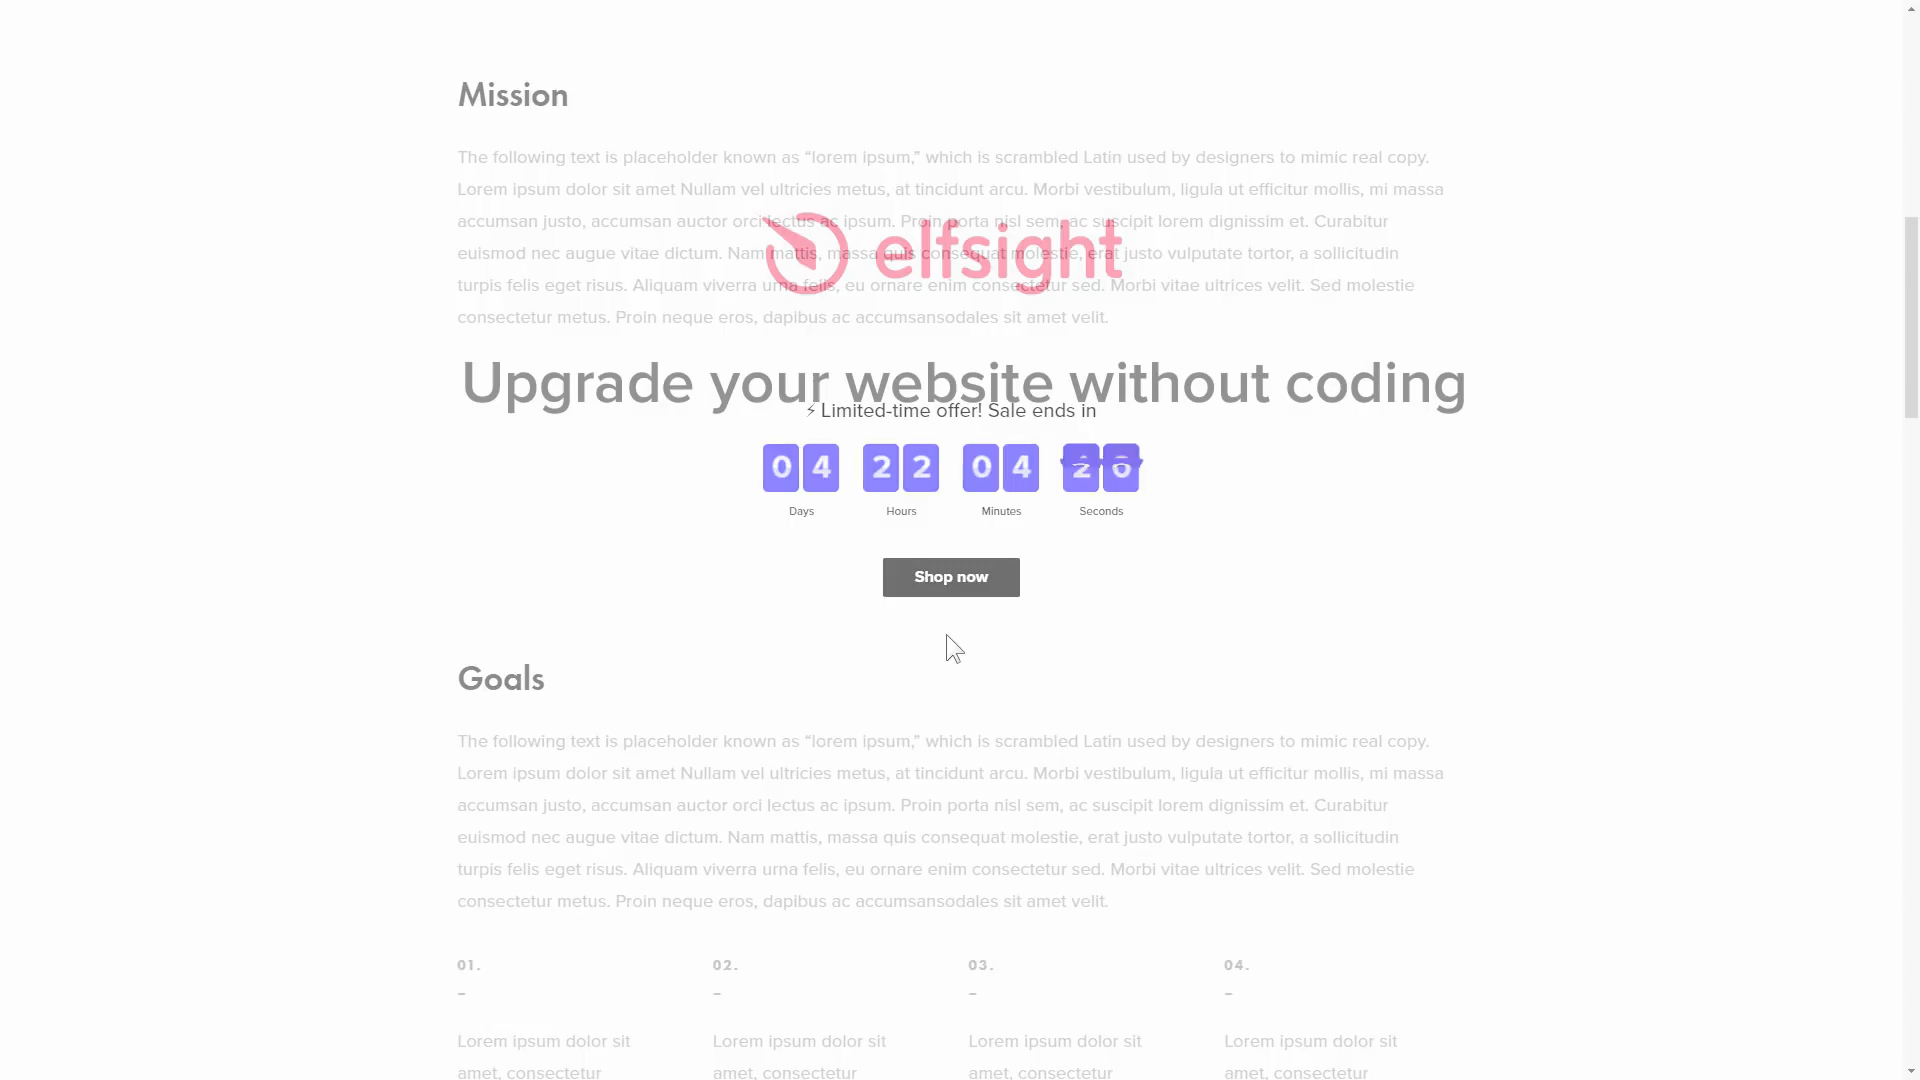 Mission
The following text is placeholder known as “lorem ipsum,” which is scrambled Latin used by designers to mimic real copy.
Lorem ipsum dolor sit amet Nullam vel ultricies metus, at tincidunt arcu. Morbi vestibulum, ligula ut efficitur mollis, mi massa
accumsan justo, accumsan auctor orci lectus ac ipsum. Proin porta nisl sem, ac suscipit lorem dignissim et. Curabitur
elfsight
euismod nec augue vitae dictum. Nam mattis, massa quis consequat molestie, erat justo vulputate tortor, a sollicitudin
turpis felis eget risus. Aliquam viverra urna felis, eu ornare enim consectetur sed. Morbi vitae ultrices velit. Sed molestie
consectetur metus. Proin neque eros, dapibus ac accumsansodales sit amet velit.
Upgrade your website without coding
⚡ Limited-time offer! Sale ends in
04 22 04
Days Hours Minutes Seconds
Shop now
Goals
The following text is placeholder known as “lorem ipsum,” which is scrambled Latin used by designers to mimic real copy.
Lorem ipsum dolor sit amet Nullam vel ultricies metus, at tincidunt arcu. Morbi vestibulum, ligula ut efficitur mollis, mi massa
accumsan justo, accumsan auctor orci lectus ac ipsum. Proin porta nisl sem, ac suscipit lorem dignissim et. Curabitur
euismod nec augue vitae dictum. Nam mattis, massa quis consequat molestie, erat justo vulputate tortor, a sollicitudin
turpis felis eget risus. Aliquam viverra urna felis, eu ornare enim consectetur sed. Morbi vitae ultrices velit. Sed molestie
consectetur metus. Proin neque eros, dapibus ac accumsansodales sit amet velit.
01. 02. 03. 04.
– – – –
Lorem ipsum dolor sit Lorem ipsum dolor sit Lorem ipsum dolor sit Lorem ipsum dolor sit
amet, consectetur amet, consectetur amet, consectetur amet, consectetur